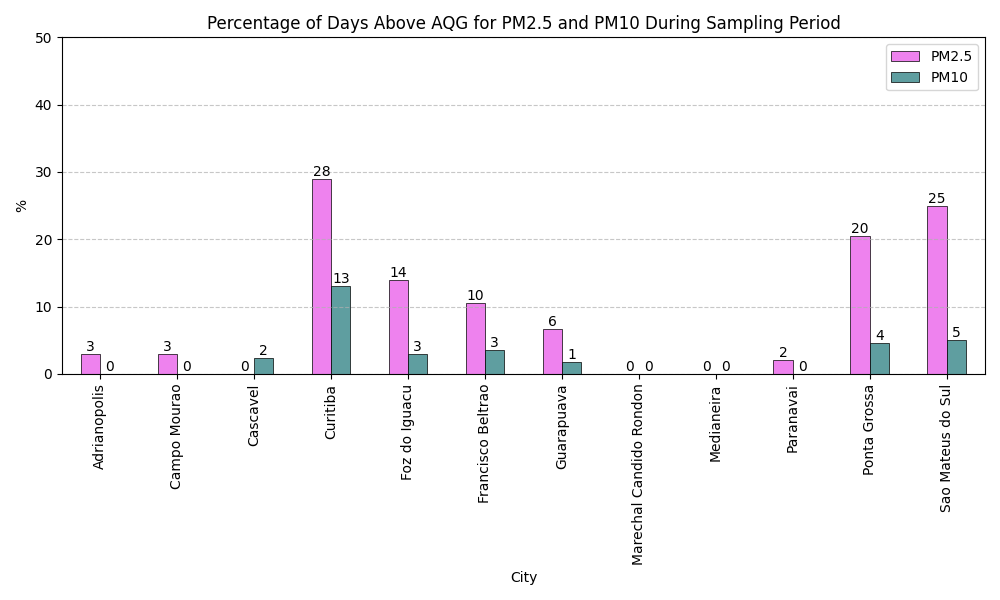 Percentage of Days Above AQG for PM2.5 and PM10 During Sampling Period
PM2.5
PM10
%
50
40
30
20
10
0
3 0
3 0
0 2
28 13
14 3
10 3
6 1
0 0
0 0
2 0
20 4
25 5
Adrianopolis
Campo Mourao
Cascavel
Curitiba
Foz do Iguacu
Francisco Beltrao
Guarapuava
Marechal Candido Rondon
Medianeira
Paranavai
Ponta Grossa
Sao Mateus do Sul
City